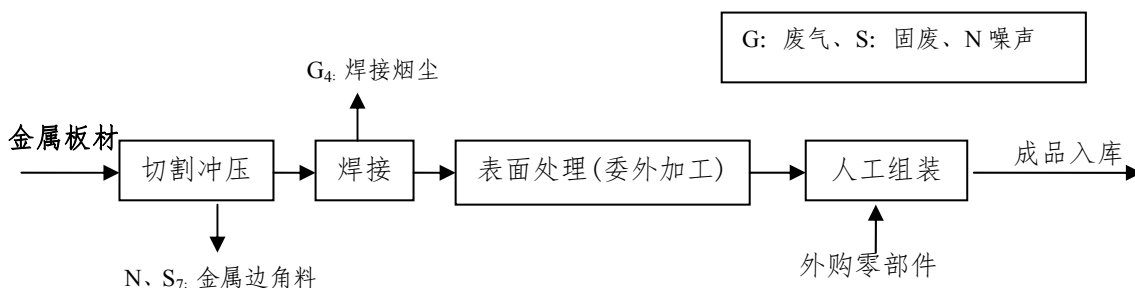 G: 废气、S: 固废、N 噪声
G4: 焊接烟尘
金属板材
切割冲压
焊接
表面处理(委外加工)
人工组装
成品入库
N、S7: 金属边角料
外购零部件